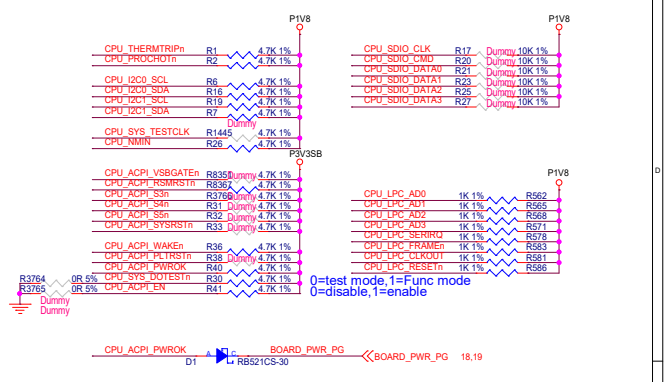 P1V8
CPU_THERMTRIPn R1 4.7K 1%
CPU_PROCHOTn R2 4.7K 1%
CPU_I2C0_SCL R6 4.7K 1%
CPU_I2C0_SDA R16 4.7K 1%
CPU_I2C1_SCL R19 4.7K 1%
CPU_I2C1_SDA R7 4.7K 1%
Dummy
CPU_SYS_TESTCLK R1445 4.7K 1%
CPU_NMIN R26 4.7K 1%
P3V3SB
CPU_ACPI_VSBGATEn R8351 Dummy 4.7K 1%
CPU_ACPI_RSMRSTn R8367 4.7K 1%
CPU_ACPI_S3n R3766 Dummy 4.7K 1%
CPU_ACPI_S4n R31 Dummy 4.7K 1%
CPU_ACPI_S5n R32 Dummy 4.7K 1%
CPU_ACPI_SYSRSTn R33 Dummy 4.7K 1%
CPU_ACPI_WAKEn R36 4.7K 1%
CPU_ACPI_PLTRSTn R38 Dummy 4.7K 1%
CPU_ACPI_PWROK R40 4.7K 1%
R3764 0R 5% CPU_SYS_DOTESTn R30 4.7K 1% 0=test mode,1=Func mode
R3765 0R 5% CPU_ACPI_EN R41 4.7K 1% 0=disable,1=enable
Dummy
Dummy
P1V8
CPU_SDIO_CLK R17 Dummy 10K 1%
CPU_SDIO_CMD R20 Dummy 10K 1%
CPU_SDIO_DATA0 R21 Dummy 10K 1%
CPU_SDIO_DATA1 R23 Dummy 10K 1%
CPU_SDIO_DATA2 R25 Dummy 10K 1%
CPU_SDIO_DATA3 R27 Dummy 10K 1%
P1V8
CPU_LPC_AD0 1K 1% R562
CPU_LPC_AD1 1K 1% R565
CPU_LPC_AD2 1K 1% R568
CPU_LPC_AD3 1K 1% R571
CPU_LPC_SERIRQ 1K 1% R578
CPU_LPC_FRAMEn 1K 1% R583
CPU_LPC_CLKOUT 1K 1% R581
CPU_LPC_RESETn 1K 1% R586
D
CPU_ACPI_PWROK A C BOARD_PWR_PG BOARD_PWR_PG 18,19
D1 RB521CS-30